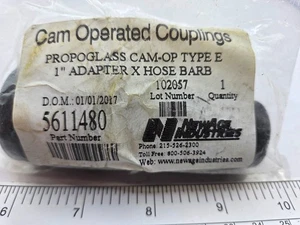 Cam Operated Couplings
PROPOGLASS CAM-OP TYPE E
1" ADAPTER X HOSE BARB
102057 1
D.O.M.: 01/01/2017 Lot Number Quantity
5611480
Part Number
NewAge
Industries
Phone: 215-526-2300
Toll Free: 800-506-3924
Web: www.newageindustries.com
6 7 8 9